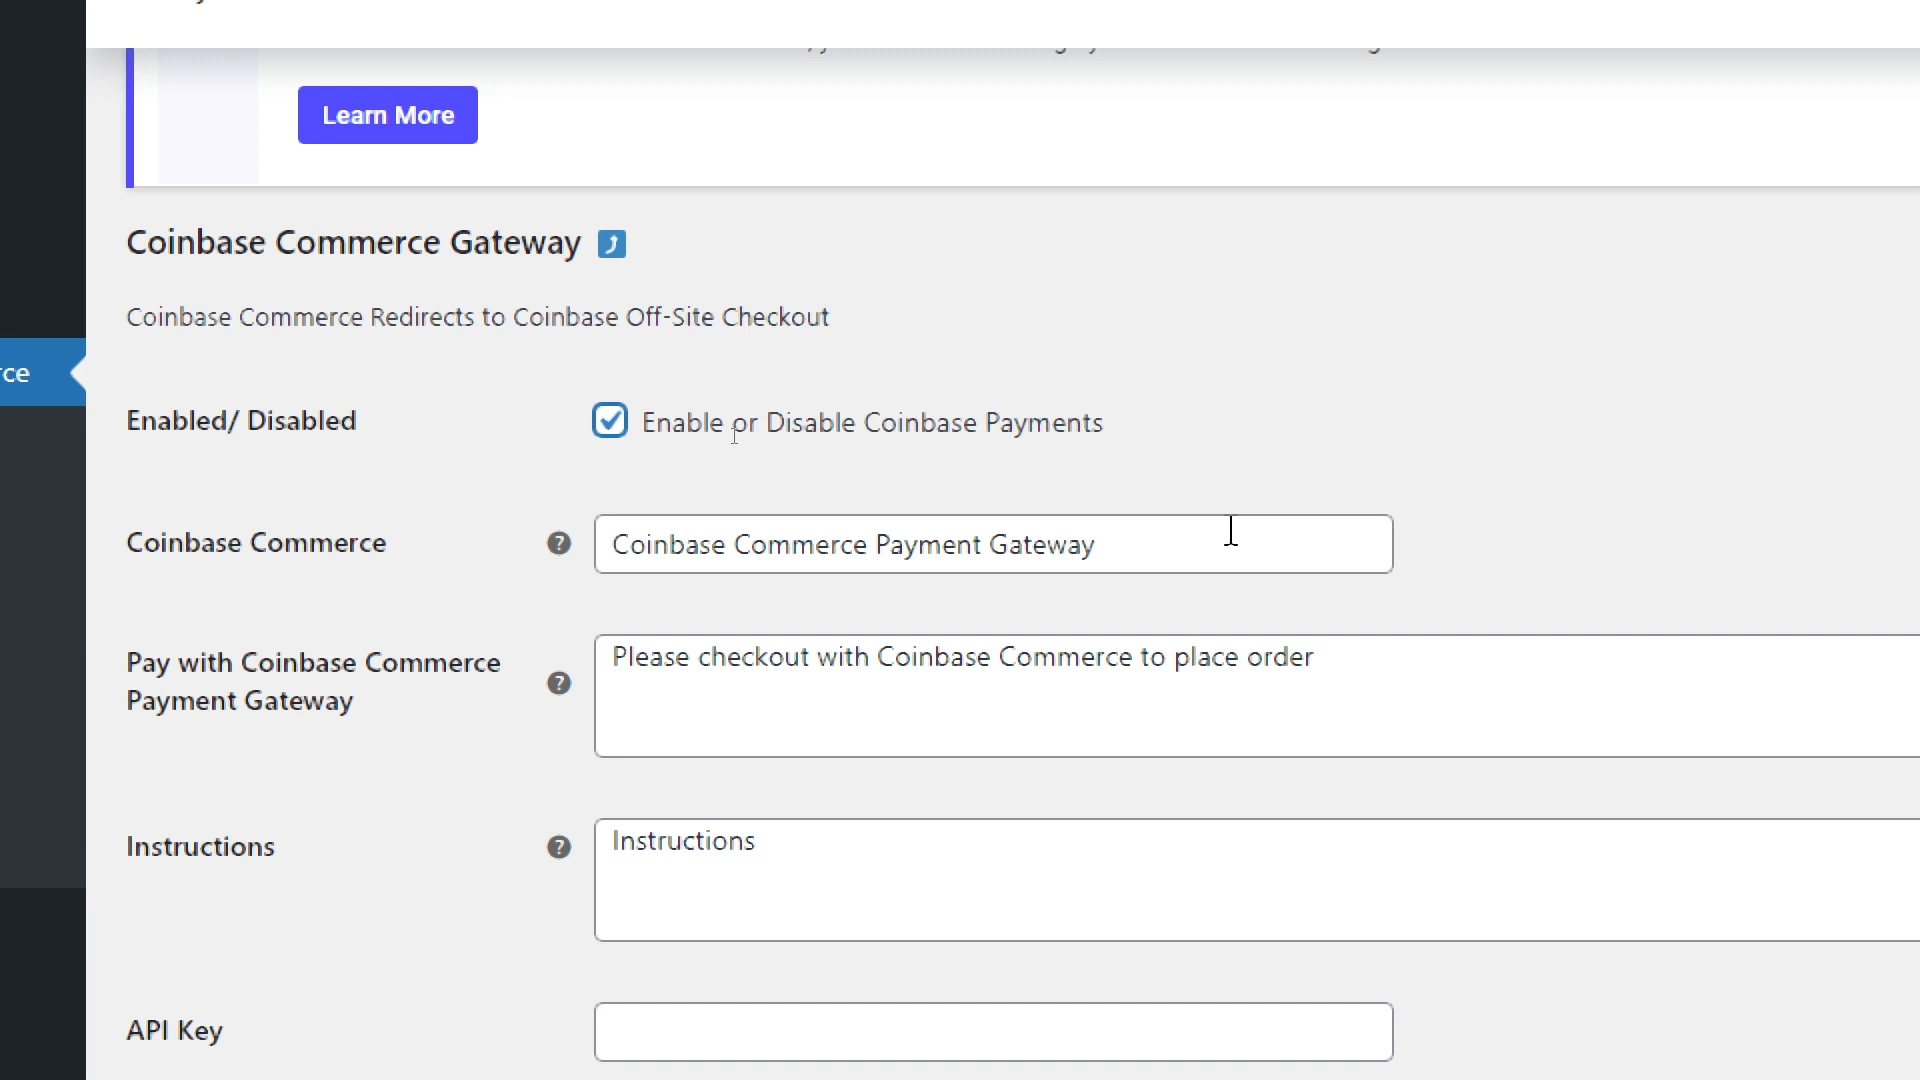 Learn More
Coinbase Commerce Gateway
Coinbase Commerce Redirects to Coinbase Off-Site Checkout
rce
Enabled/ Disabled
Enable or Disable Coinbase Payments
Coinbase Commerce
Coinbase Commerce Payment Gateway
Pay with Coinbase Commerce
Payment Gateway
Please checkout with Coinbase Commerce to place order
Instructions
Instructions
API Key